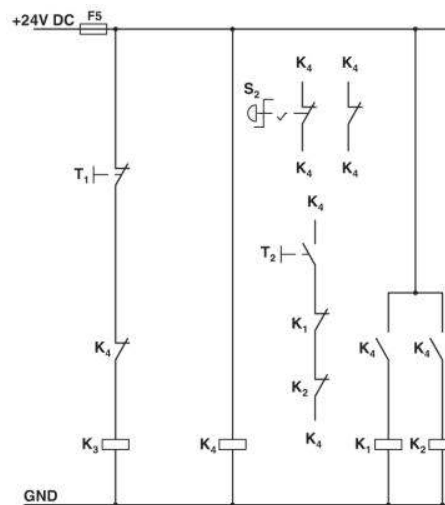 +24V DC F5
K4 K4
S2
K4 K4
T1
K4
T2
K1
K4 K4 K4
K2
K4
K3 K4 K1 K2
GND